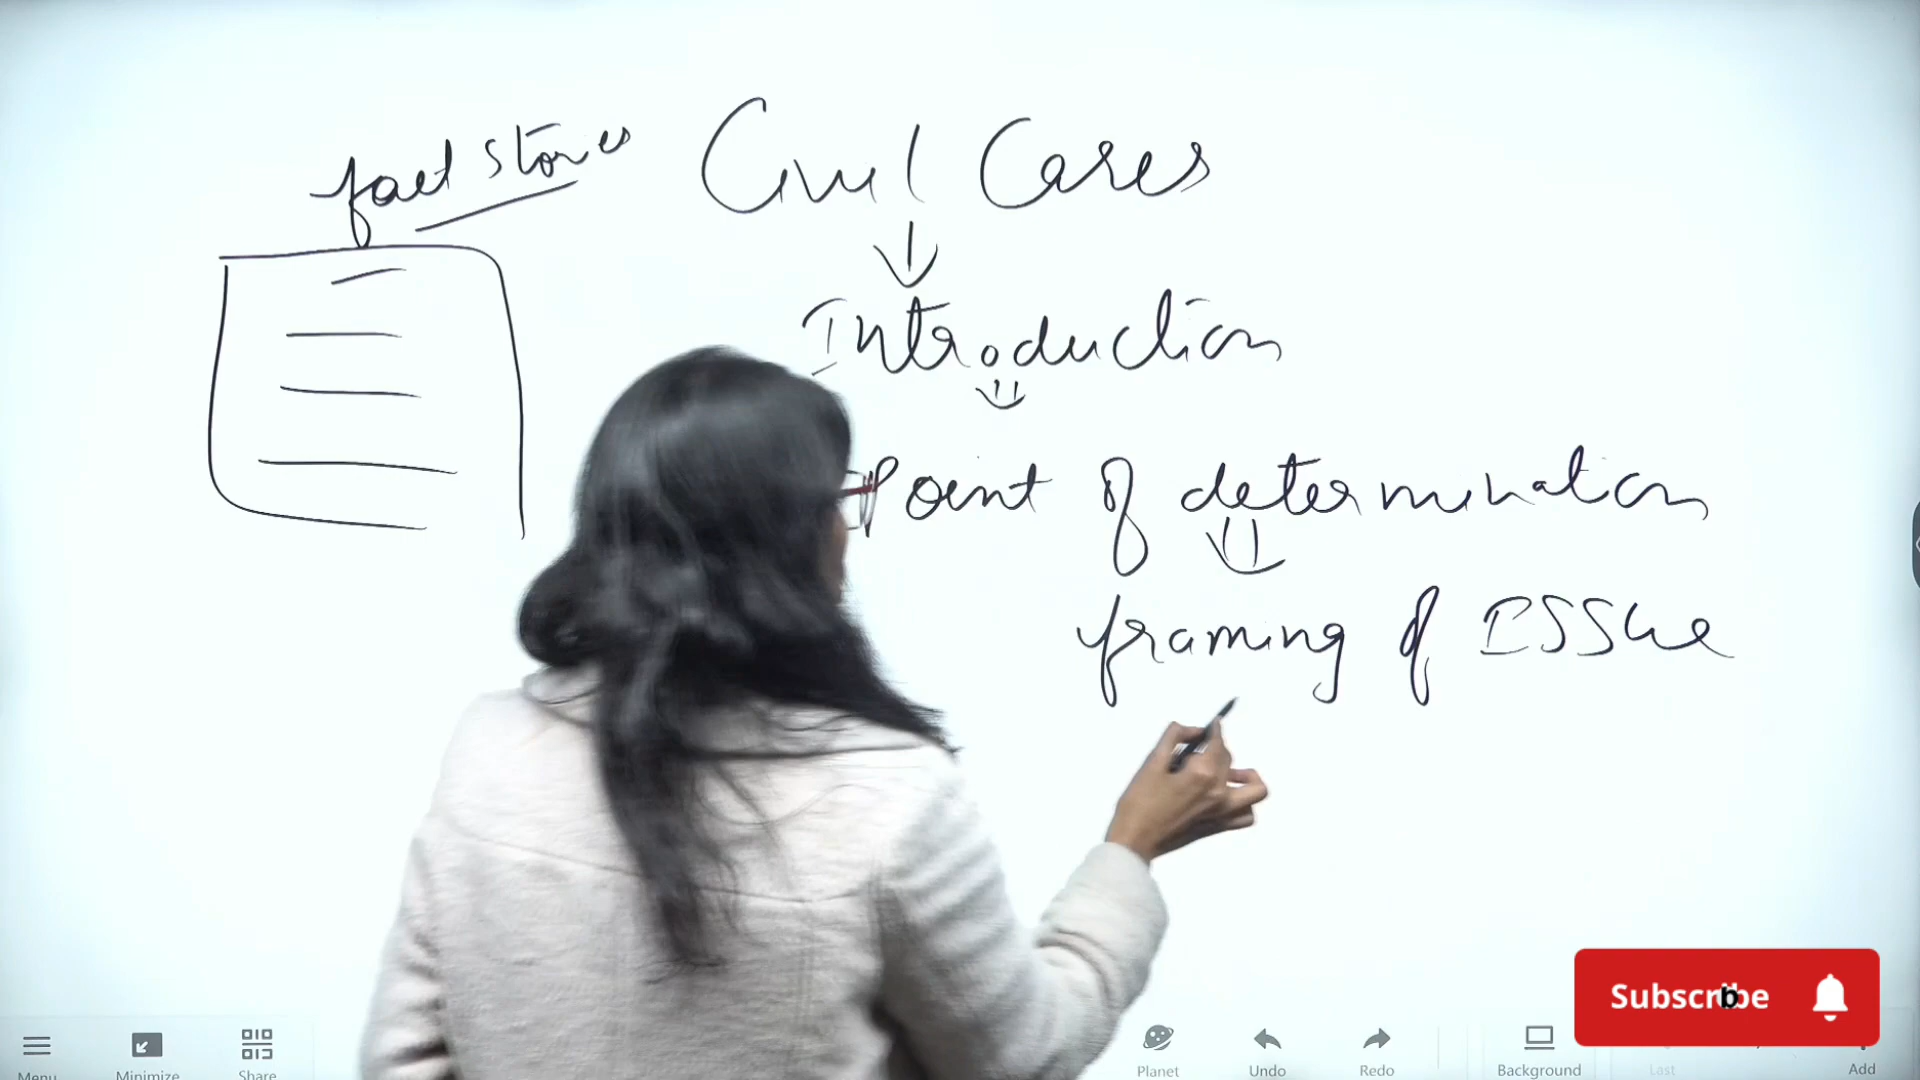 fact stories
Civil Cases
Introduction
Point of determination
framing of ISSue
Subscribe
Menu
Minimize
Share
Planet
Undo
Redo
Background
Last
Add